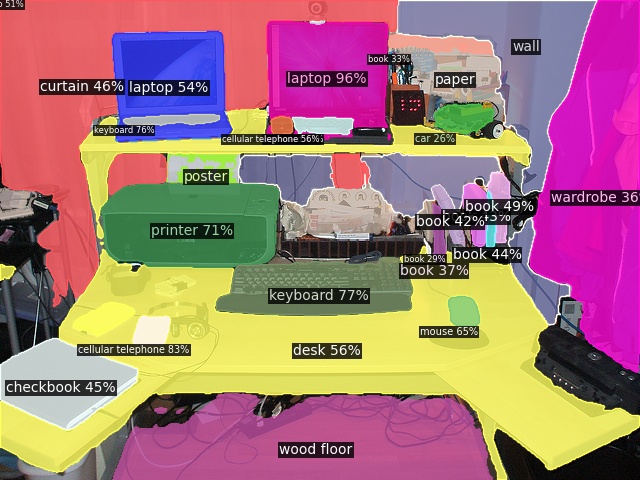 51%
wall
book 33%
laptop 96%
paper
curtain 46%
laptop 54%
keyboard 76%
cellular telephone 56%
car 26%
poster
wardrobe 36%
book 49%
book 42%
printer 71%
book 44%
book 29%
book 37%
keyboard 77%
mouse 65%
cellular telephone 83%
desk 56%
checkbook 45%
wood floor